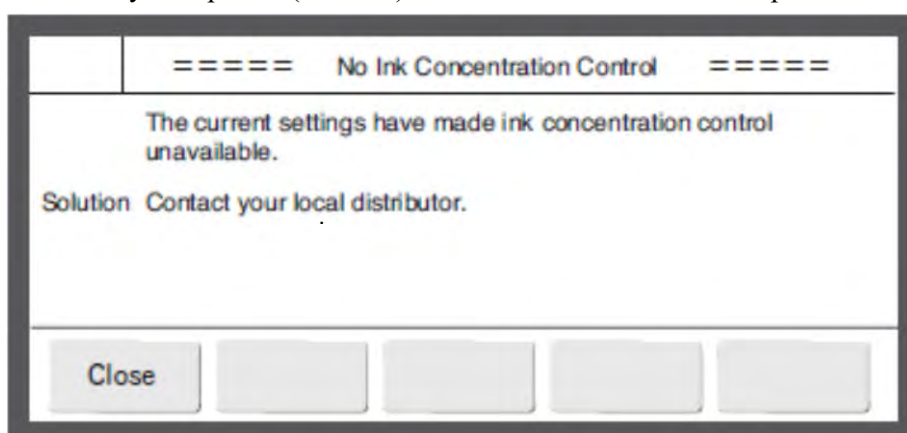 ===== No Ink Concentration Control =====
The current settings have made ink concentration control
unavailable.
Solution Contact your local distributor.
Close